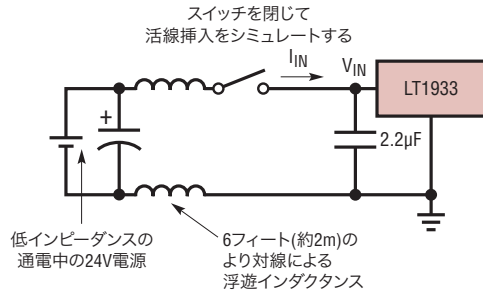 スイッチを閉じて
活線挿入をシミュレートする
IIN
VIN
LT1933
+
2.2μF
低インピーダンスの
通電中の24V電源
6フィート(約2m)の
より対線による
浮遊インダクタンス